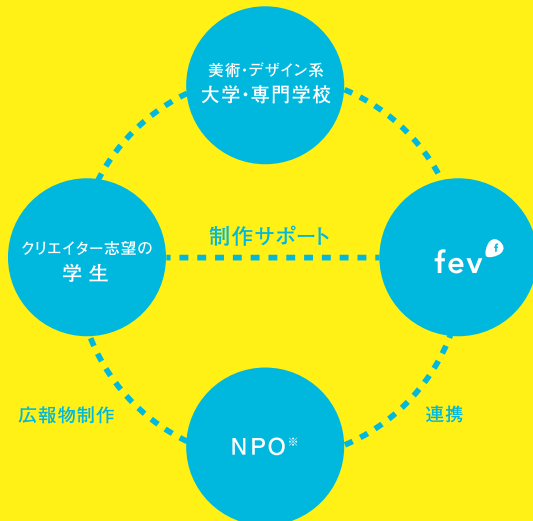 美術・デザイン系
大学・専門学校
制作サポート
クリエイター志望の
学生
fev
f
広報物制作
連携
NPO※